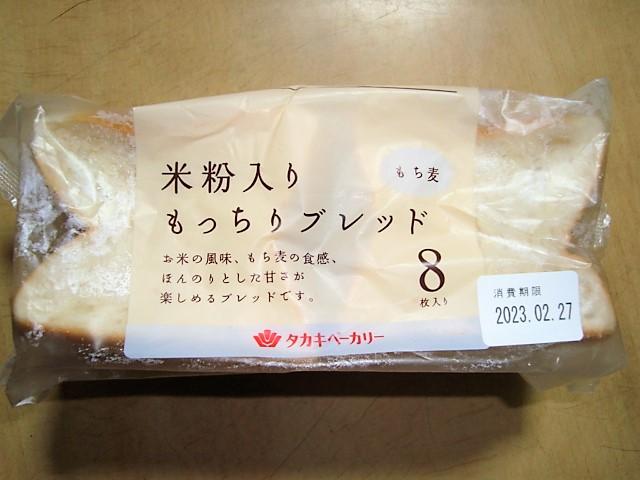 米粉入り
もち麦
もっちりブレッド
お米の風味、もち麦の食感、
ほんのりとした甘さが
楽しめるブレッドです。
8
枚入り
消費期限
2023.02.27
タカキベーカリー